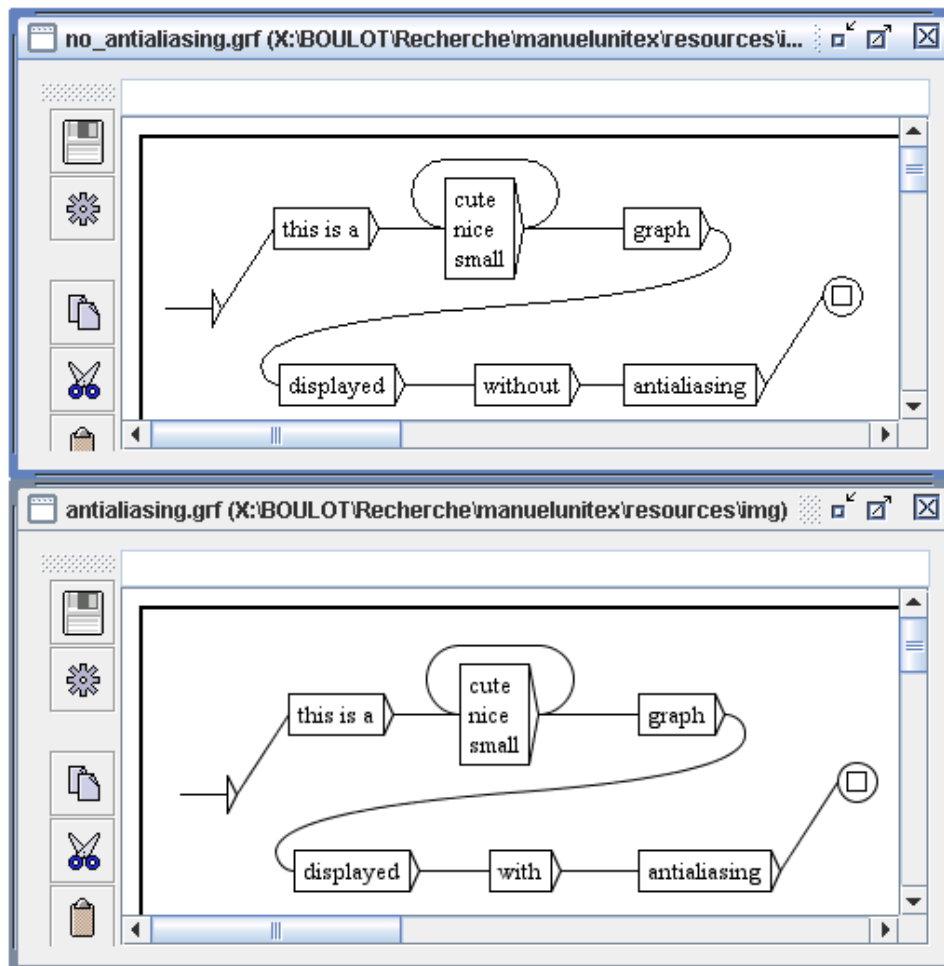 no_antialiasing.grf (X:\BOULOT\Recherche\manuelunitex\resources\i...
this is a
cute
nice
small
graph
displayed
without
antialiasing
antialiasing.grf (X:\BOULOT\Recherche\manuelunitex\resources\img)
this is a
cute
nice
small
graph
displayed
with
antialiasing